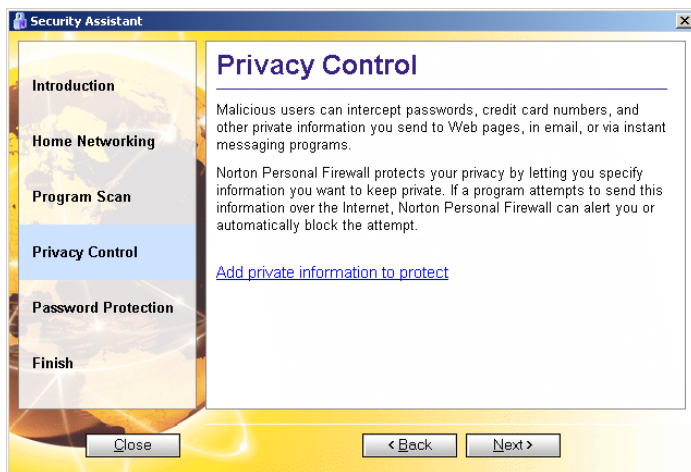 Security Assistant
Introduction
Home Networking
Program Scan
Privacy Control
Password Protection
Finish
Privacy Control
Malicious users can intercept passwords, credit card numbers, and
other private information you send to Web pages, in email, or via instant
messaging programs.
Norton Personal Firewall protects your privacy by letting you specify
information you want to keep private. If a program attempts to send this
information over the Internet, Norton Personal Firewall can alert you or
automatically block the attempt.
Add private information to protect
Close
< Back
Next >